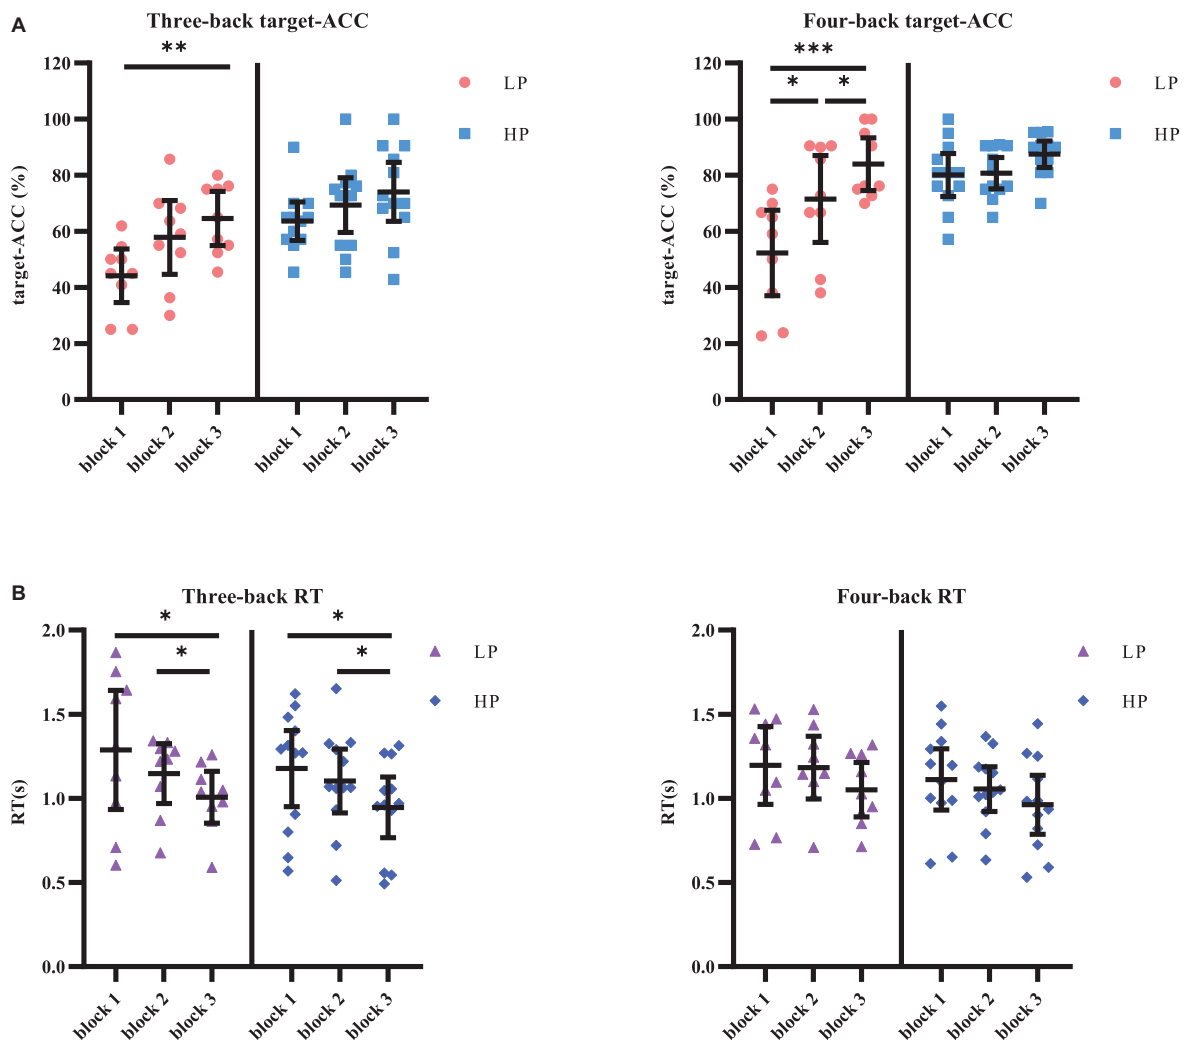 A
Three-back target-ACC
**
target-ACC (%)
120
100
80
60
40
20
0
block 1
block 2
block 3
block 1
block 2
block 3
LP
HP
Four-back target-ACC
***
*
*
target-ACC (%)
120
100
80
60
40
20
0
block 1
block 2
block 3
block 1
block 2
block 3
LP
HP
B
Three-back RT
*
*
*
*
RT(s)
2.0
1.5
1.0
0.5
0.0
block 1
block 2
block 3
block 1
block 2
block 3
LP
HP
Four-back RT
RT(s)
2.0
1.5
1.0
0.5
0.0
block 1
block 2
block 3
block 1
block 2
block 3
LP
HP